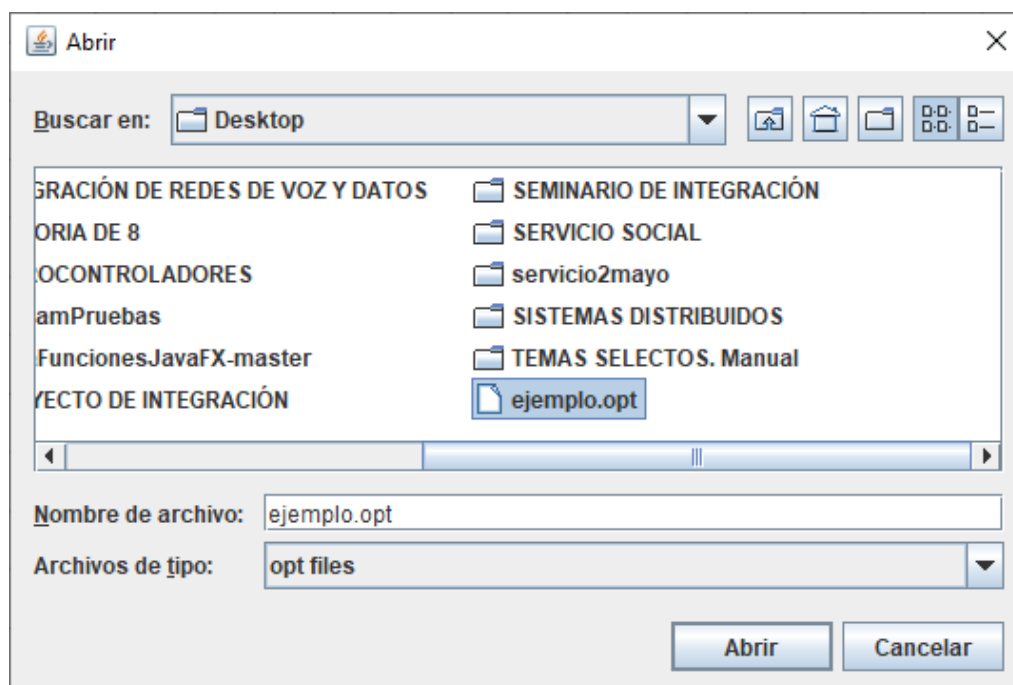 Abrir
Buscar en: Desktop
GRACIÓN DE REDES DE VOZ Y DATOS
ORIA DE 8
OCONTROLADORES
amPruebas
FuncionesJavaFX-master
YECTO DE INTEGRACIÓN
SEMINARIO DE INTEGRACIÓN
SERVICIO SOCIAL
servicio2mayo
SISTEMAS DISTRIBUIDOS
TEMAS SELECTOS. Manual
ejemplo.opt
Nombre de archivo: ejemplo.opt
Archivos de tipo: opt files
Abrir Cancelar